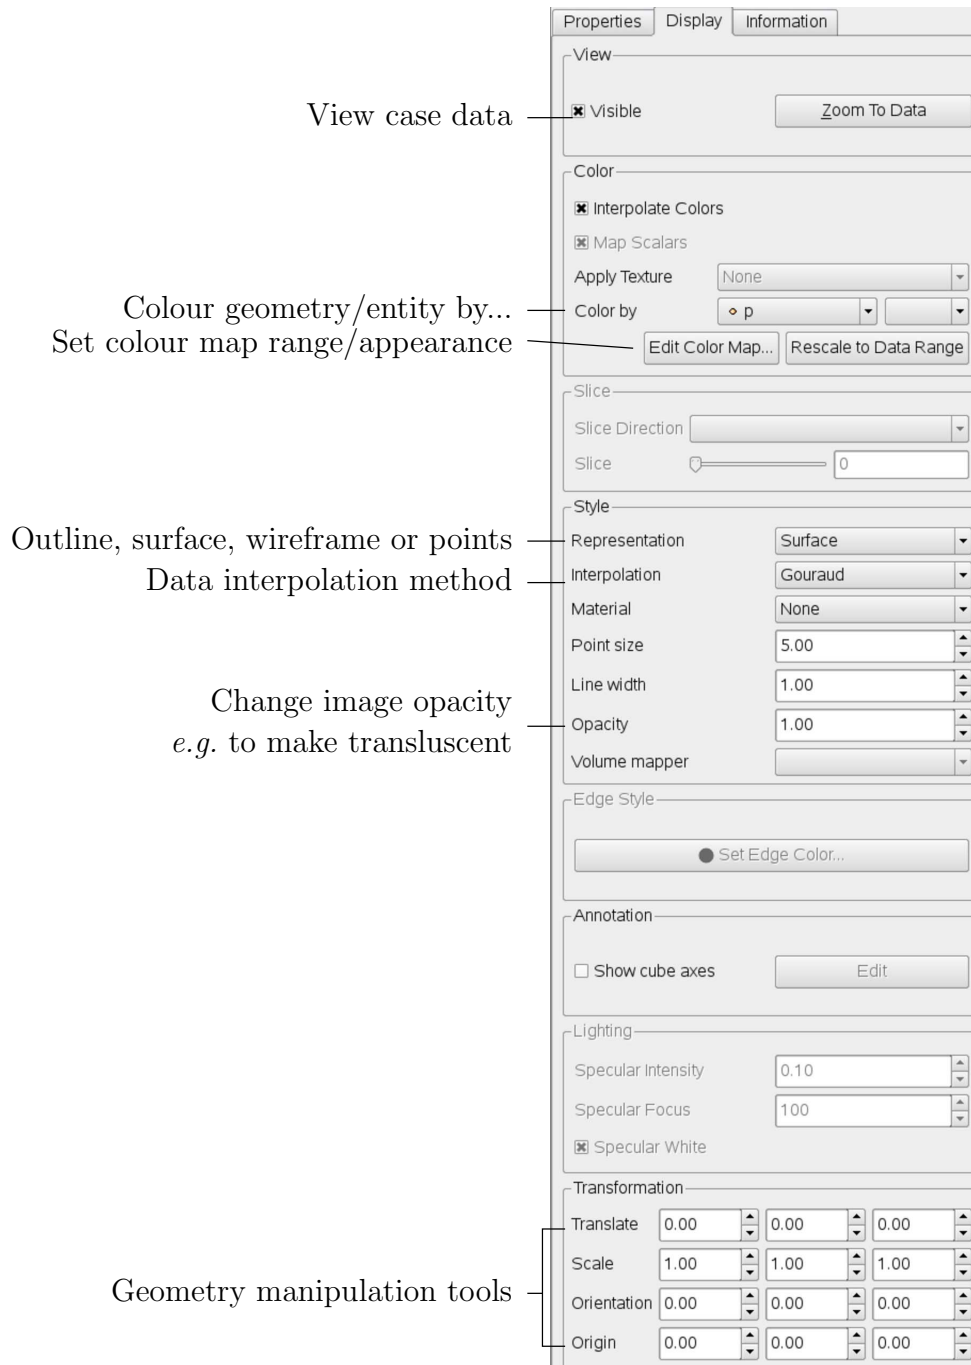 Properties Display Information
View
View case data Visible Zoom To Data
Color
Interpolate Colors
Map Scalars
Apply Texture None
Colour geometry/entity by... Color by p
Set colour map range/appearance Edit Color Map... Rescale to Data Range
Slice
Slice Direction
Slice 0
Style
Outline, surface, wireframe or points Representation Surface
Data interpolation method Interpolation Gouraud
Material None
Point size 5.00
Line width 1.00
Change image opacity
e.g. to make transluscent Opacity 1.00
Volume mapper
Edge Style
Set Edge Color...
Annotation
Show cube axes Edit
Lighting
Specular Intensity 0.10
Specular Focus 100
Specular White
Transformation
Translate 0.00 0.00 0.00
Scale 1.00 1.00 1.00
Geometry manipulation tools Orientation 0.00 0.00 0.00
Origin 0.00 0.00 0.00